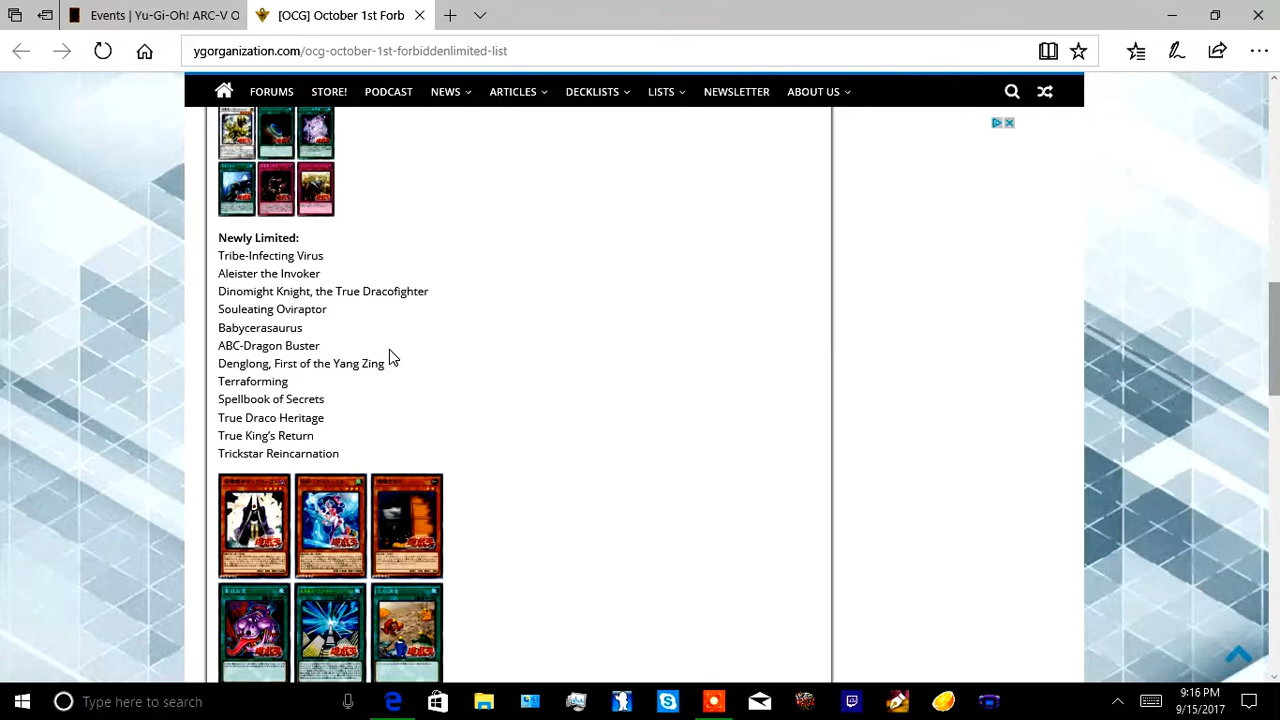 Events | Yu-Gi-Oh! ARC-V O
[OCG] October 1st Forb
ygorganization.com/ocg-october-1st-forbiddenlimited-list
FORUMS STORE! PODCAST NEWS ARTICLES DECKLISTS LISTS NEWSLETTER ABOUT US
Newly Limited:
Tribe-Infecting Virus
Aleister the Invoker
Dinomight Knight, the True Dracofighter
Souleating Oviraptor
Babycerasaurus
ABC-Dragon Buster
Denglong, First of the Yang Zing
Terraforming
Spellbook of Secrets
True Draco Heritage
True King’s Return
Trickstar Reincarnation
Type here to search
9:16 PM
9/15/2017